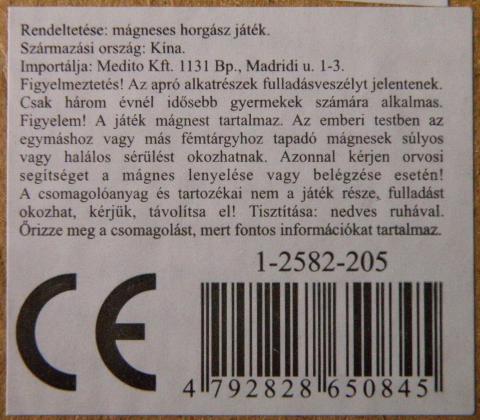 Rendeltetése: mágneses horgász játék.
Származási ország: Kína.
Importálja: Medito Kft. 1131 Bp., Madridi u. 1-3.
Figyelmeztetés! Az apró alkatrészek fulladásveszélyt jelentenek.
Csak három évnél idősebb gyermekek számára alkalmas.
Figyelem! A játék mágnest tartalmaz. Az emberi testben az
egymáshoz vagy más fémtárgyhoz tapadó mágnesek súlyos
vagy halálos sérülést okozhatnak. Azonnal kérjen orvosi
segítséget a mágnes lenyelése vagy belégzése esetén!
A csomagolóanyag és tartozékai nem a játék része, fulladást
okozhat, kérjük, távolítsa el! Tisztítása: nedves ruhával.
Őrizze meg a csomagolást, mert fontos információkat tartalmaz.
1-2582-205
CE
4 792828 650845